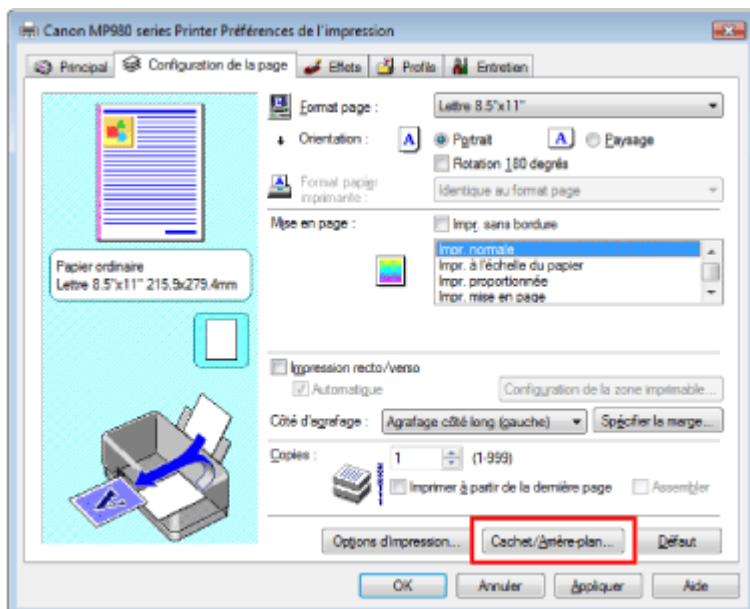 Canon MP980 series Printer Préférences de l'impression
Principal Configuration de la page Effets Profils Entretien
Format page : Lettre 8.5"x11"
Orientation : A Portrait A Paysage
Rotation 180 degrés
Format papier imprimante : Identique au format page
Mise en page : Impr. sans bordure
Impr. normale
Impr. à l'échelle du papier
Impr. proportionnée
Impr. mise en page
Papier ordinaire
Lettre 8.5"x11" 215.9x279.4mm
Impression recto/verso
Automatique Configuration de la zone imprimable...
Côté d'agrafage : Agrafage côté long (gauche) Spécifier la marge...
Copies : 1 (1-999)
Imprimer à partir de la dernière page Assembler
Options d'impression... Cachet/Arrière-plan... Défaut
OK Annuler Appliquer Aide